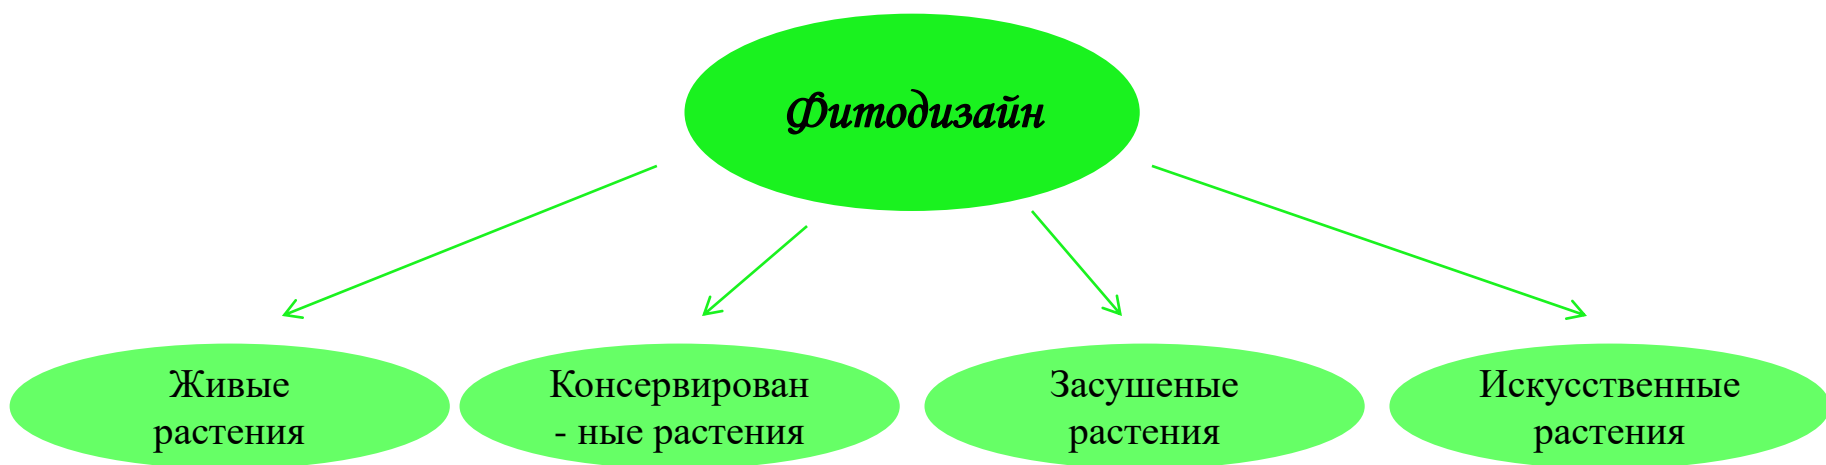 Фитодизайн
Живые
растения
Консервирован
- ные растения
Засушеные
растения
Искусственные
растения